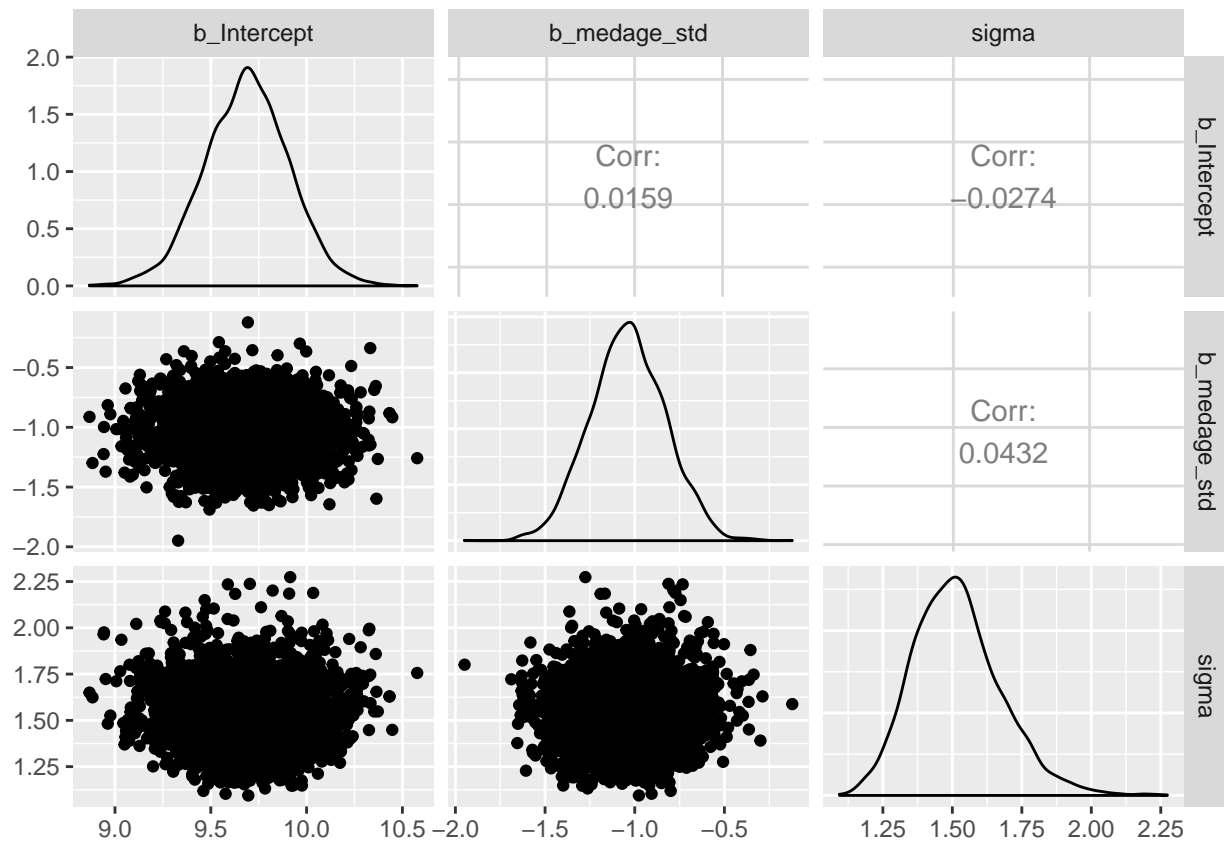 b_Intercept
b_medage_std
sigma
2.0
1.5
1.0
0.5
0.0
Corr:
0.0159
Corr:
−0.0274
b_Intercept
−0.5
−1.0
−1.5
−2.0
Corr:
0.0432
b_medage_std
2.25
2.00
1.75
1.50
1.25
sigma
9.0 9.5 10.0 10.5
−2.0 −1.5 −1.0 −0.5
1.25 1.50 1.75 2.00 2.25